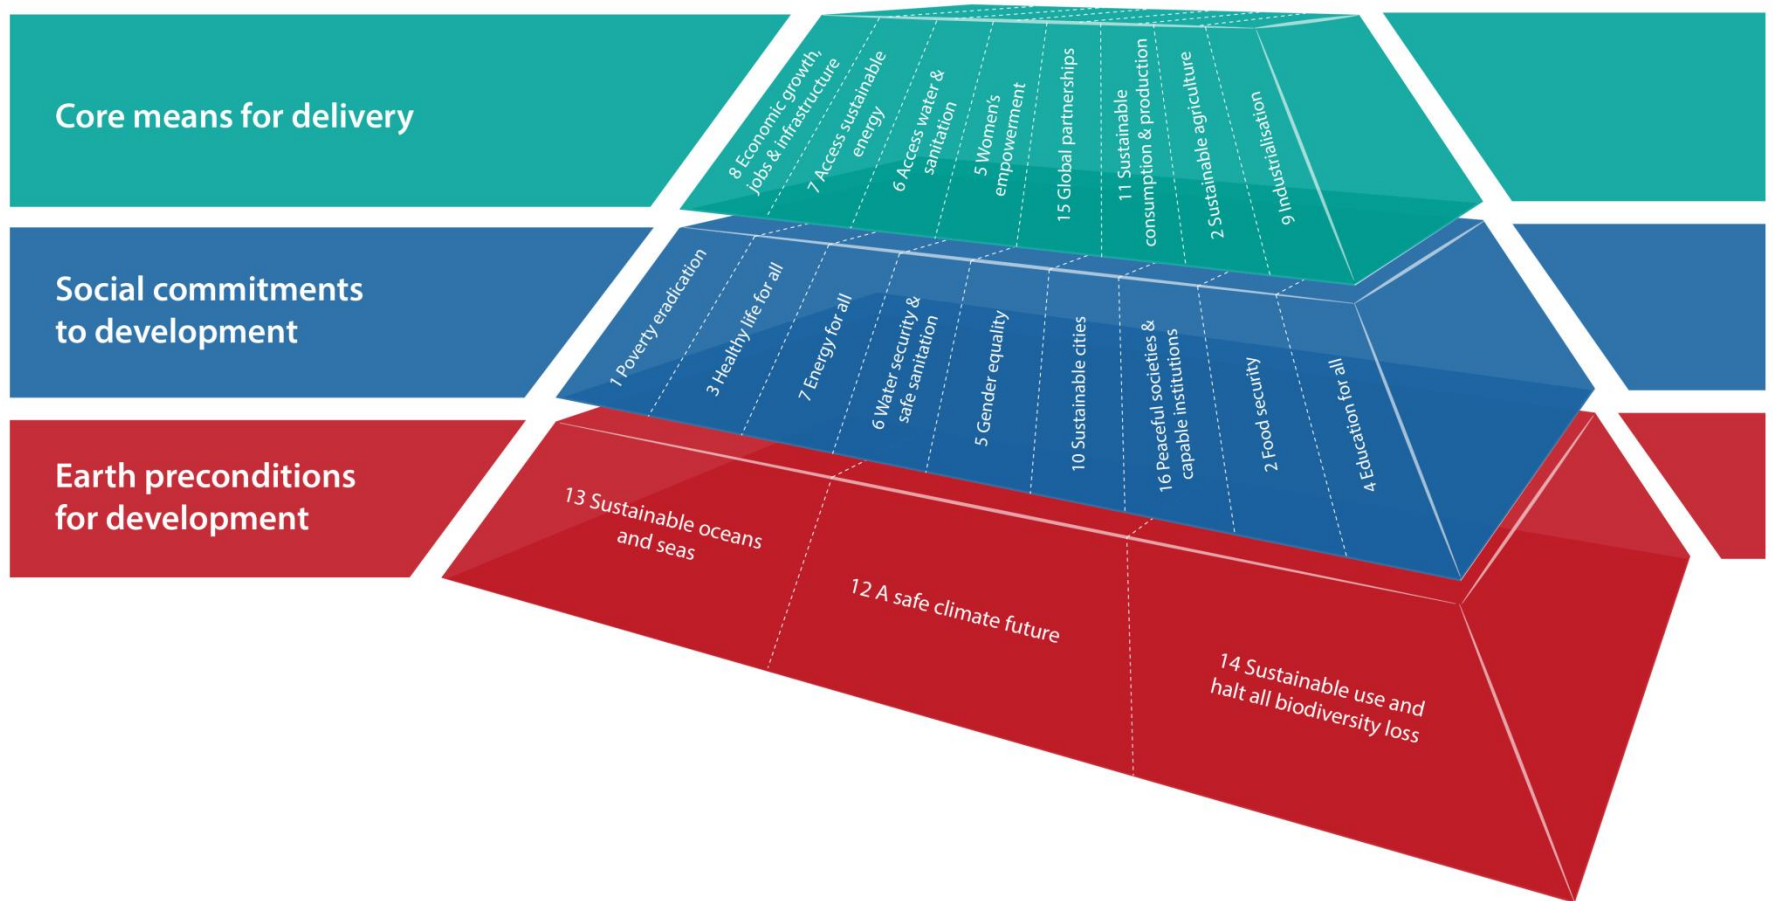 Core means for delivery
8 Economic growth,
jobs & infrastructure
7 Access sustainable
energy
6 Access water &
sanitation
5 Women's
empowerment
15 Global partnerships
11 Sustainable
consumption & production
2 Sustainable agriculture
9 Industrialisation
Social commitments
to development
1 Poverty eradication
3 Healthy life for all
7 Energy for all
6 Water security &
safe sanitation
5 Gender equality
10 Sustainable cities
16 Peaceful societies &
capable institutions
2 Food security
4 Education for all
Earth preconditions
for development
13 Sustainable oceans
and seas
12 A safe climate future
14 Sustainable use and
halt all biodiversity loss